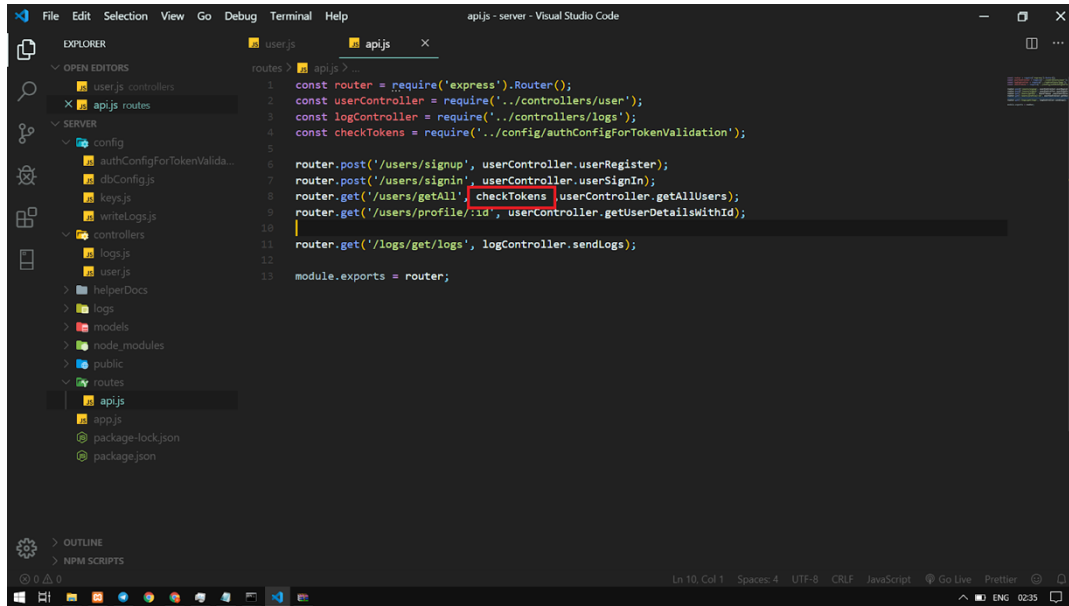 File Edit Selection View Go Debug Terminal Help
api.js - server - Visual Studio Code
EXPLORER
OPEN EDITORS
user.js controllers
api.js routes
SERVER
config
authConfigForTokenValida...
dbConfig.js
keys.js
writeLogs.js
controllers
logs.js
user.js
helperDocs
logs
models
node_modules
public
routes
api.js
app.js
package-lock.json
package.json
OUTLINE
NPM SCRIPTS
user.js
api.js
routes > api.js > ...
1 const router = require('express').Router();
2 const userController = require('../controllers/user');
3 const logController = require('../controllers/logs');
4 const checkTokens = require('../config/authConfigForTokenValidation');
5
6 router.post('/users/signup', userController.userRegister);
7 router.post('/users/signin', userController.userSignIn);
8 router.get('/users/getAll', checkTokens ,userController.getAllUsers);
9 router.get('/users/profile/:id', userController.getUserDetailsWithId);
10
11 router.get('/logs/get/logs', logController.sendLogs);
12
13 module.exports = router;
0 0
Ln 10, Col 1 Spaces: 4 UTF-8 CRLF JavaScript Go Live Prettier
ENG 02:35